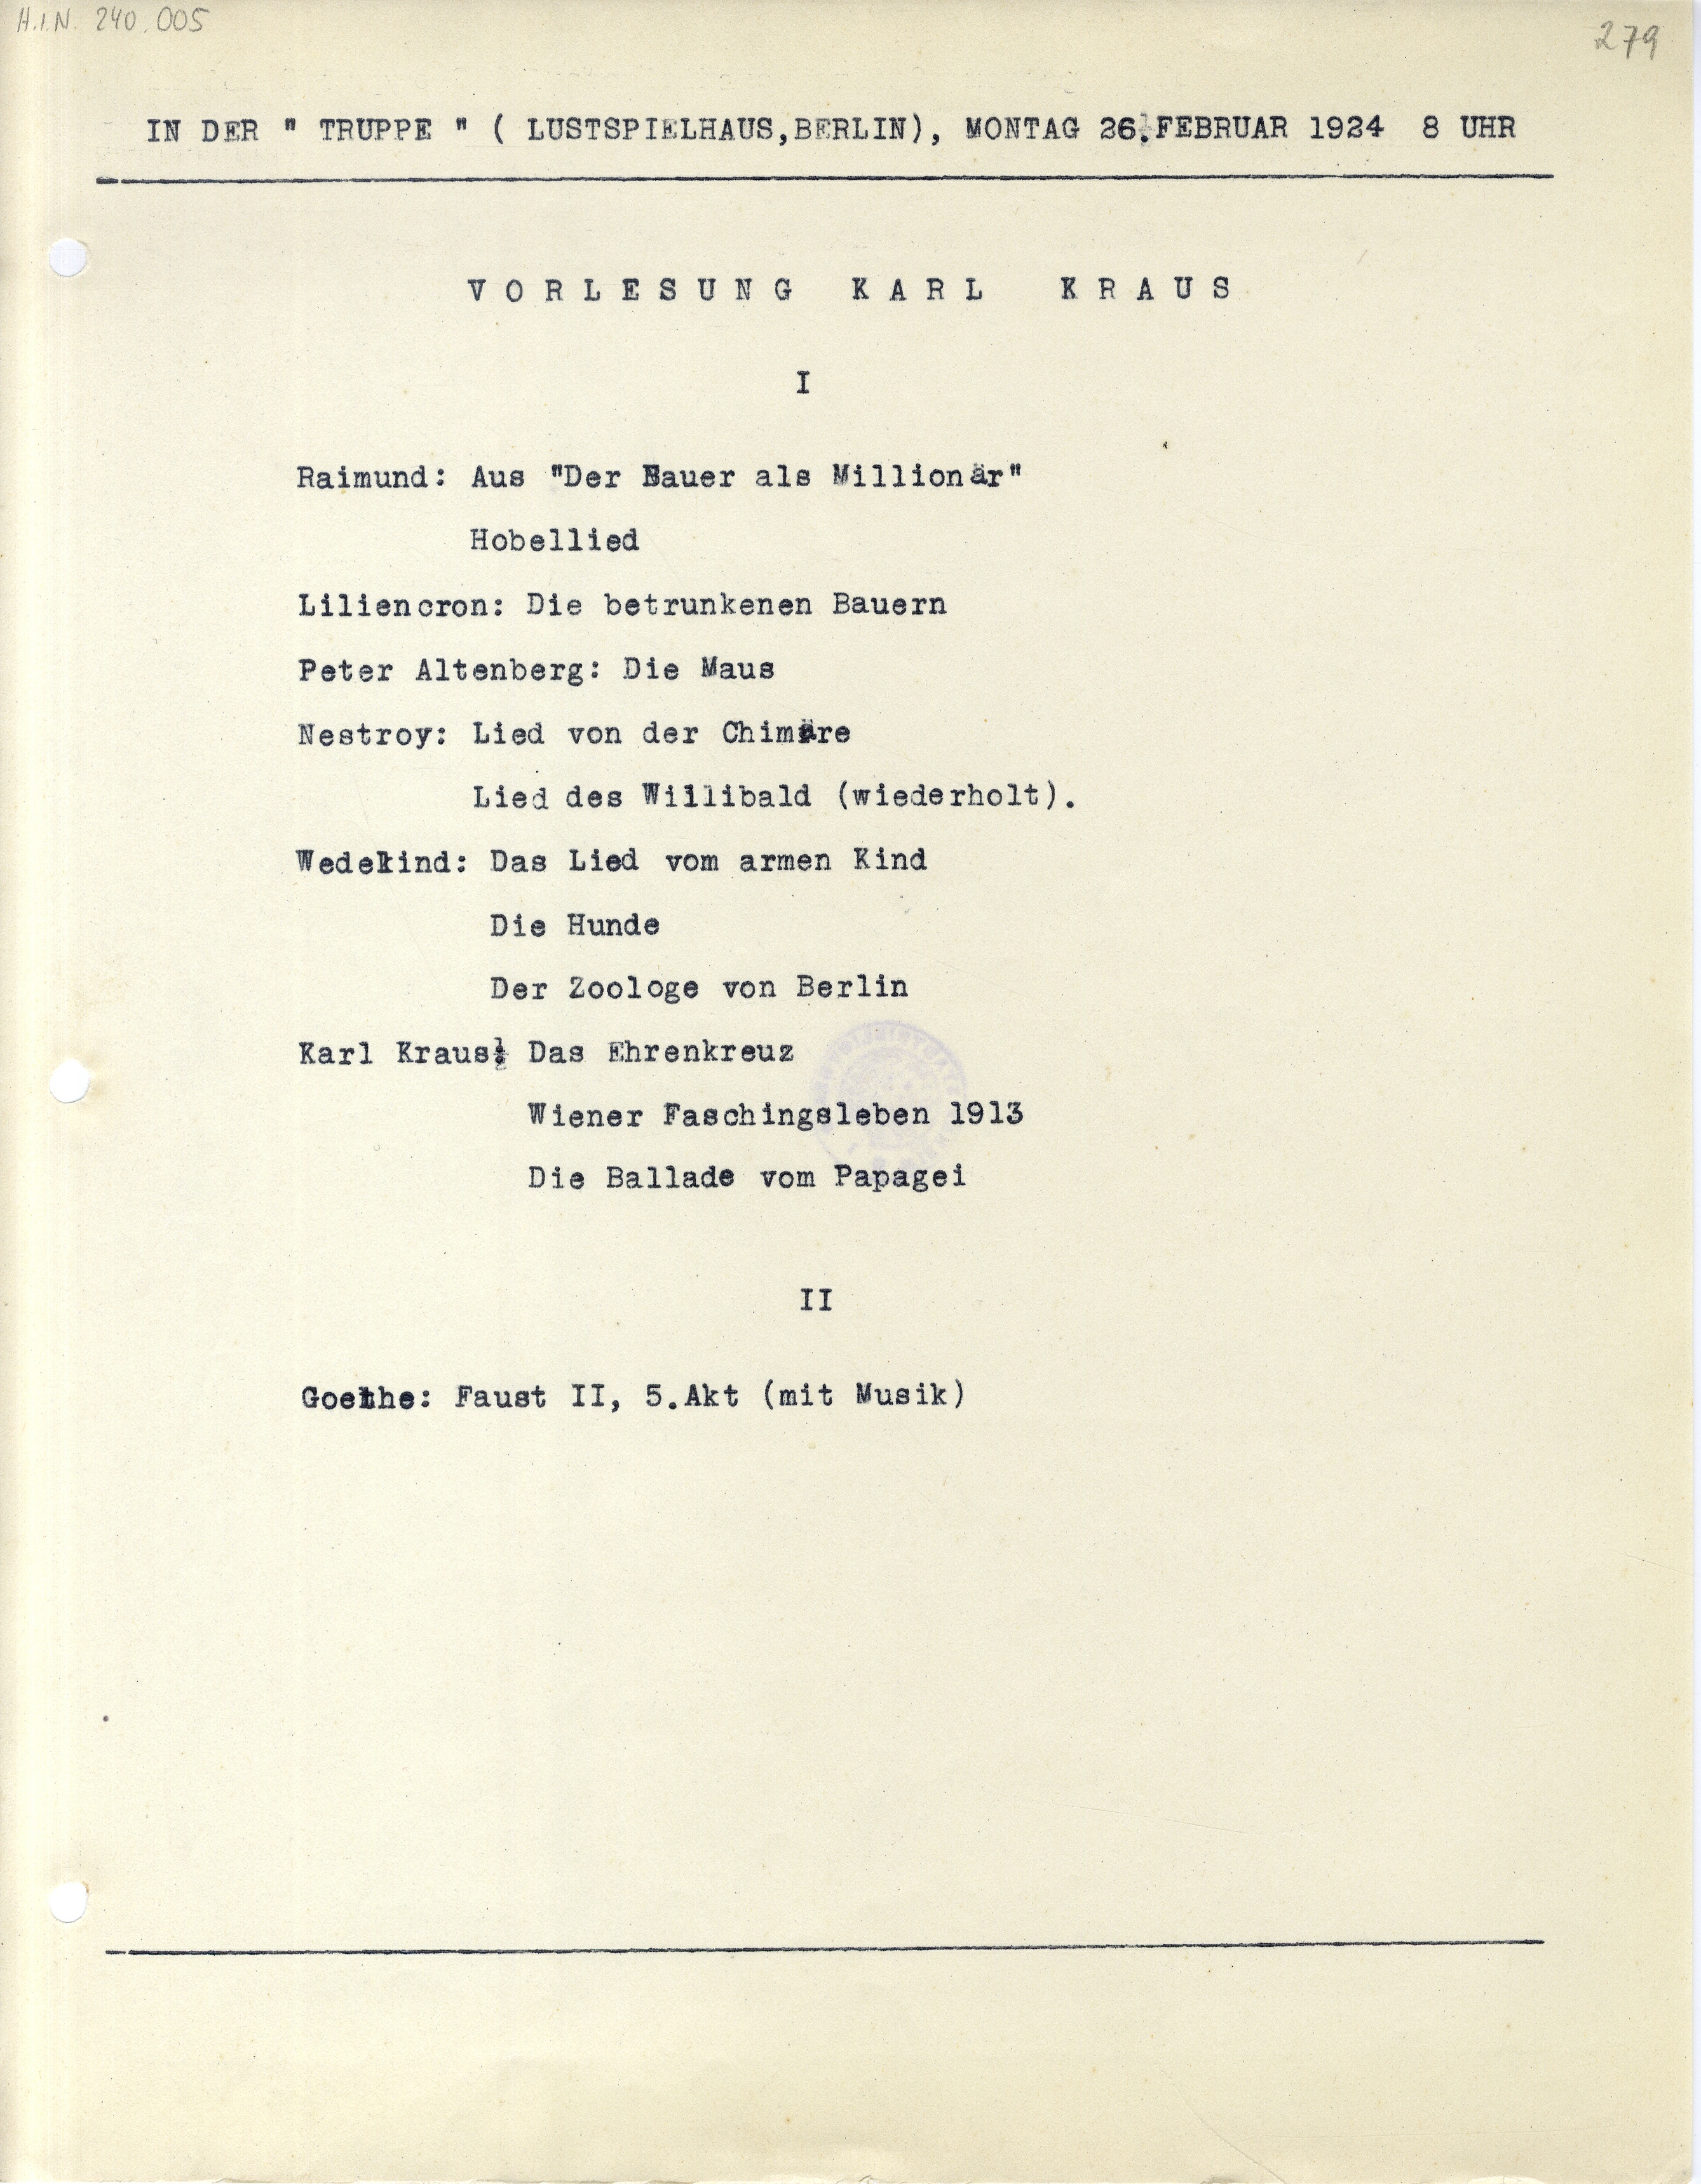 H.I.N. 240.005
279
IN DER " TRUPPE " ( LUSTSPIELHAUS,BERLIN), MONTAG 26.FEBRUAR 1924 8 UHR
VORLESUNG KARL KRAUS
I
Raimund: Aus "Der Bauer als Millionär"
Hobellied
Liliencron: Die betrunkenen Bauern
Peter Altenberg: Die Maus
Nestroy: Lied von der Chimäre
Lied des Willibald (wiederholt).
Wedekind: Das Lied vom armen Kind
Die Hunde
Der Zoologe von Berlin
Karl Kraus: Das Ehrenkreuz
Wiener Faschingsleben 1913
Die Ballade vom Papagei
II
Goethe: Faust II, 5.Akt (mit Musik)